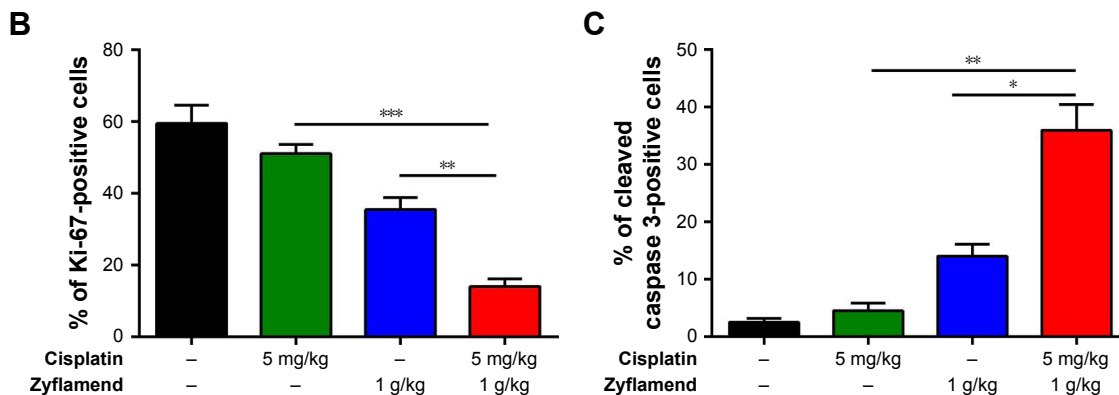 B
% of Ki-67-positive cells
80
60
40
20
0
***
**
Cisplatin – 5 mg/kg – 5 mg/kg
Zyflamend – – 1 g/kg 1 g/kg
C
% of cleaved
caspase 3-positive cells
50
40
30
20
10
0
**
*
Cisplatin – 5 mg/kg – 5 mg/kg
Zyflamend – – 1 g/kg 1 g/kg